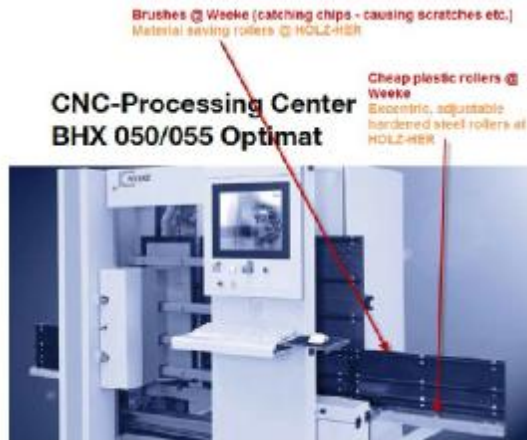 Brushes @ Weeke (catching chips - causing scratches etc.)
Material saving rollers @ HOLZ-HER
Cheap plastic rollers @
Weeke
Excentric, adjustable
hardened steel rollers at
HOLZ-HER
CNC-Processing Center
BHX 050/055 Optimat